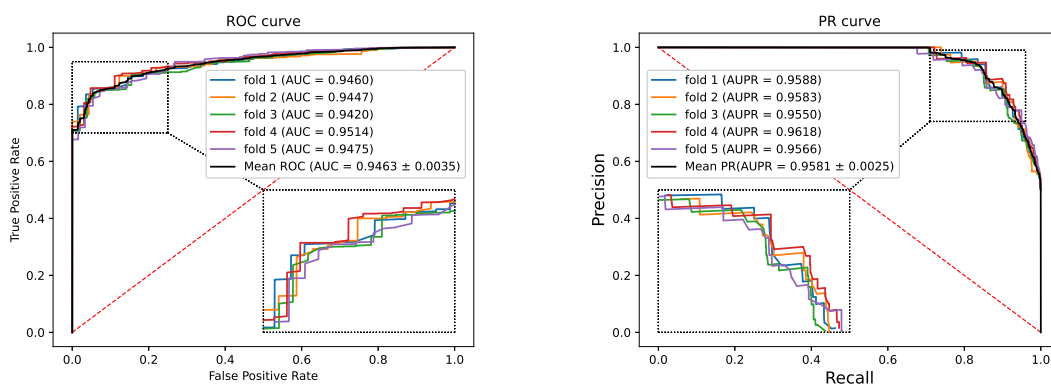 ROC curve
1.0
0.8
0.6
0.4
0.2
0.0
True Positive Rate
fold 1 (AUC = 0.9460)
fold 2 (AUC = 0.9447)
fold 3 (AUC = 0.9420)
fold 4 (AUC = 0.9514)
fold 5 (AUC = 0.9475)
Mean ROC (AUC = 0.9463 ± 0.0035)
0.0 0.2 0.4 0.6 0.8 1.0
False Positive Rate
PR curve
1.0
0.8
0.6
0.4
0.2
0.0
Precision
fold 1 (AUPR = 0.9588)
fold 2 (AUPR = 0.9583)
fold 3 (AUPR = 0.9550)
fold 4 (AUPR = 0.9618)
fold 5 (AUPR = 0.9566)
Mean PR(AUPR = 0.9581 ± 0.0025)
0.0 0.2 0.4 0.6 0.8 1.0
Recall